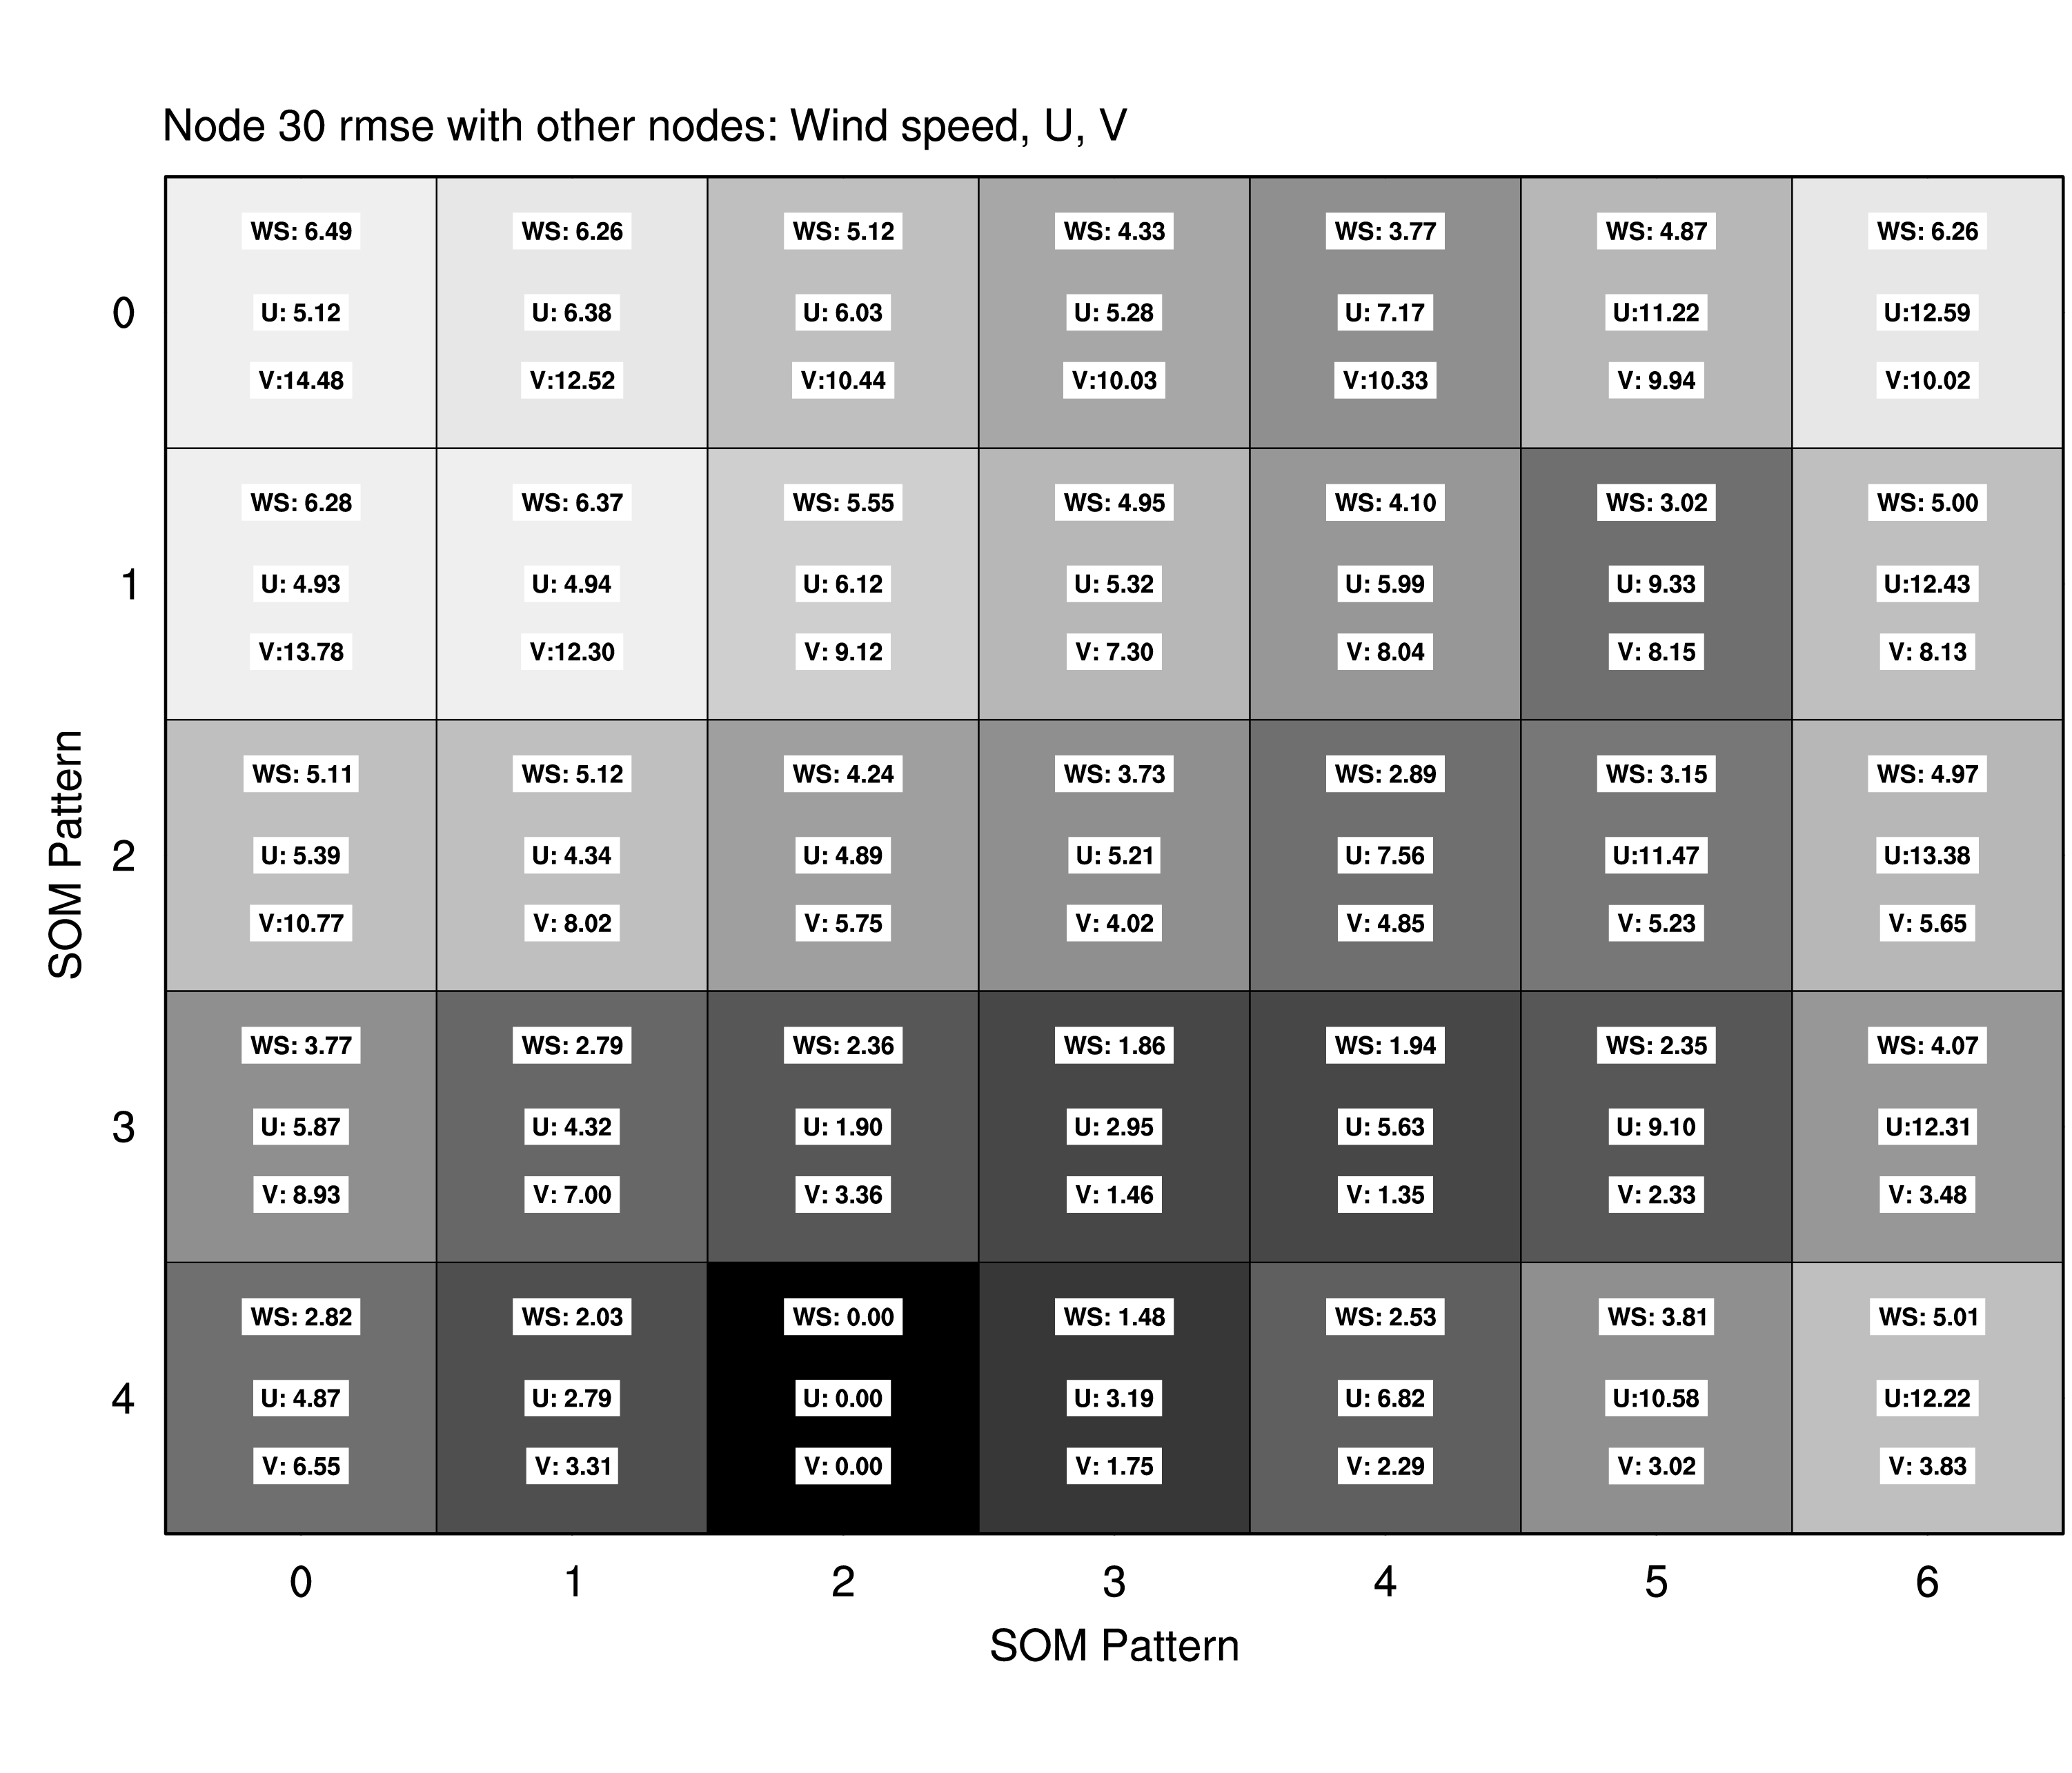 Node 30 rmse with other nodes: Wind speed, U, V
WS: 6.49 WS: 6.26 WS: 5.12 WS: 4.33 WS: 3.77 WS: 4.87 WS: 6.26
0 U: 5.12 U: 6.38 U: 6.03 U: 5.28 U: 7.17 U:11.22 U:12.59
V:14.48 V:12.52 V:10.44 V:10.03 V:10.33 V: 9.94 V:10.02
WS: 6.28 WS: 6.37 WS: 5.55 WS: 4.95 WS: 4.10 WS: 3.02 WS: 5.00
1 U: 4.93 U: 4.94 U: 6.12 U: 5.32 U: 5.99 U: 9.33 U:12.43
V:13.78 V:12.30 V: 9.12 V: 7.30 V: 8.04 V: 8.15 V: 8.13
WS: 5.11 WS: 5.12 WS: 4.24 WS: 3.73 WS: 2.89 WS: 3.15 WS: 4.97
2 U: 5.39 U: 4.34 U: 4.89 U: 5.21 U: 7.56 U:11.47 U:13.38
V:10.77 V: 8.02 V: 5.75 V: 4.02 V: 4.85 V: 5.23 V: 5.65
WS: 3.77 WS: 2.79 WS: 2.36 WS: 1.86 WS: 1.94 WS: 2.35 WS: 4.07
3 U: 5.87 U: 4.32 U: 1.90 U: 2.95 U: 5.63 U: 9.10 U:12.31
V: 8.93 V: 7.00 V: 3.36 V: 1.46 V: 1.35 V: 2.33 V: 3.48
WS: 2.82 WS: 2.03 WS: 0.00 WS: 1.48 WS: 2.53 WS: 3.81 WS: 5.01
4 U: 4.87 U: 2.79 U: 0.00 U: 3.19 U: 6.82 U:10.58 U:12.22
V: 6.55 V: 3.31 V: 0.00 V: 1.75 V: 2.29 V: 3.02 V: 3.83
0 1 2 3 4 5 6
SOM Pattern
SOM Pattern